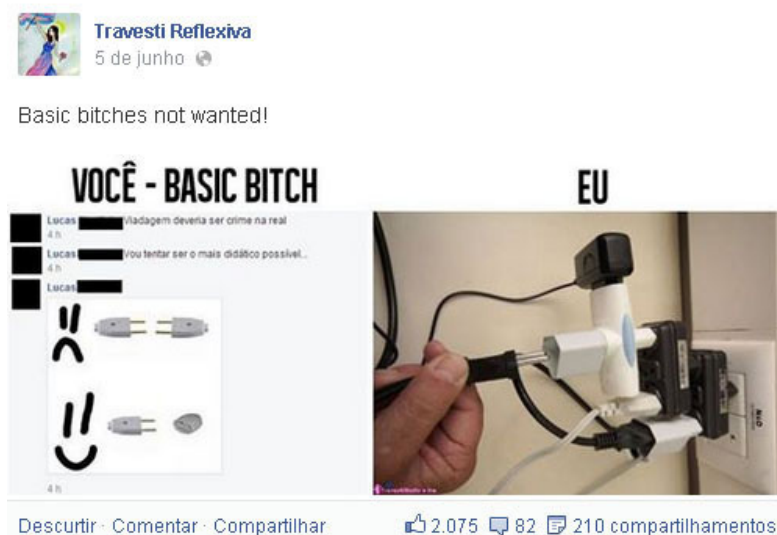 Travesti Reflexiva
5 de junho
Basic bitches not wanted!
VOCÊ - BASIC BITCH
EU
Lucas Viadagem deveria ser crime na real
4 h
Lucas Vou tentar ser o mais didático possível...
4 h
Lucas
4 h
Descurtir · Comentar · Compartilhar 2.075 82 210 compartilhamentos